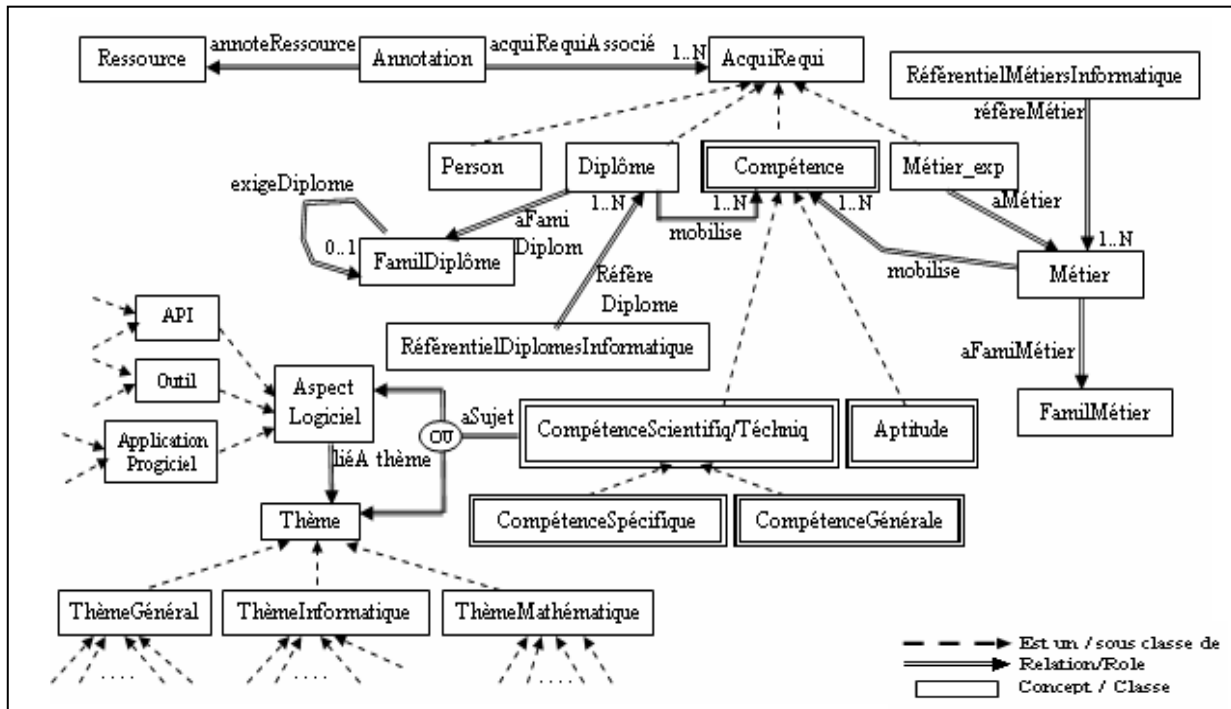 annoteRessource
acquiRequiAssocié
1..N
Ressource
Annotation
AcquiRequi
RéférentielMétiersInformatique
réfèreMétier
Person
Diplôme
Compétence
Métier_exp
exigeDiplome
1..N
1..N
1..N
aMétier
aFami
Diplom
mobilise
1..N
0..1
FamilDiplôme
mobilise
Métier
Réfère
Diplome
API
RéférentielDiplomesInformatique
aFamiMétier
Outil
Aspect
Logiciel
aSujet
FamilMétier
OU
CompétenceScientifiq/Téchniq
Aptitude
Application
Progiciel
liéA thème
Thème
CompétenceSpécifique
CompétenceGénérale
ThèmeGénéral
ThèmeInformatique
ThèmeMathématique
....
....
.....
Est un / sous classe de
Relation/Role
Concept / Classe